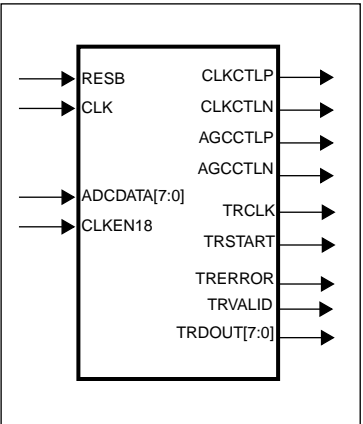 RESB
CLK
ADCDATA[7:0]
CLKEN18
CLKCTLP
CLKCTLN
AGCCTLP
AGCCTLN
TRCLK
TRSTART
TRERROR
TRVALID
TRDOUT[7:0]